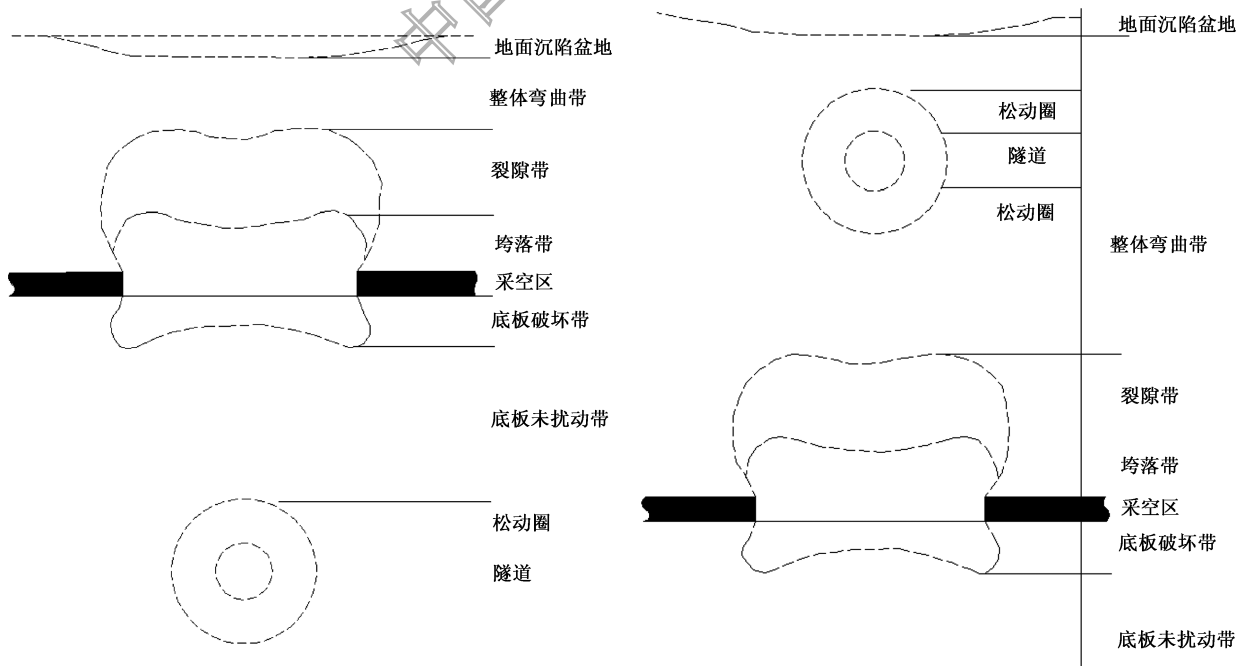 中国
地面沉陷盆地
整体弯曲带
裂隙带
垮落带
采空区
底板破坏带
底板未扰动带
松动圈
隧道
地面沉陷盆地
松动圈
隧道
松动圈
整体弯曲带
裂隙带
垮落带
采空区
底板破坏带
底板未扰动带